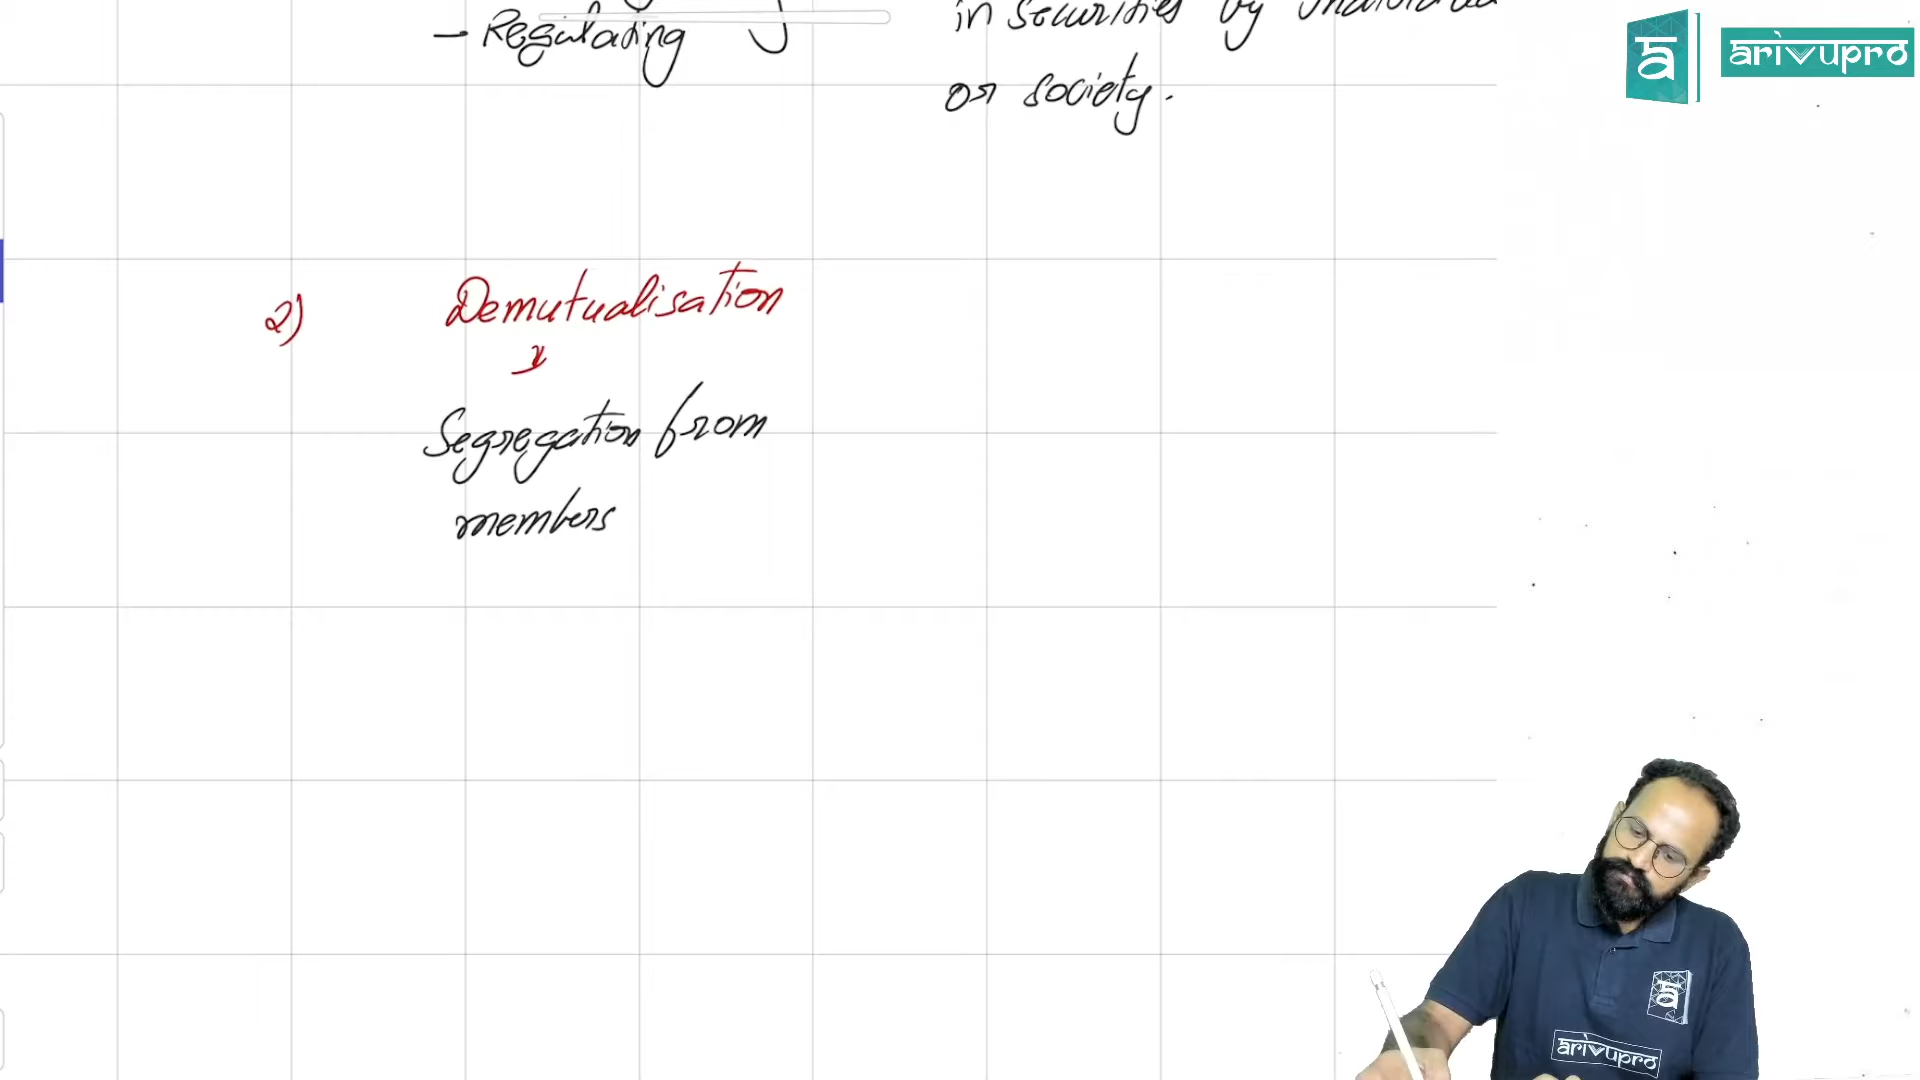 - Regulating
in securities by
or society.
2) Demutualisation
Segregation from
members
ā arivupro
ā
arivupro